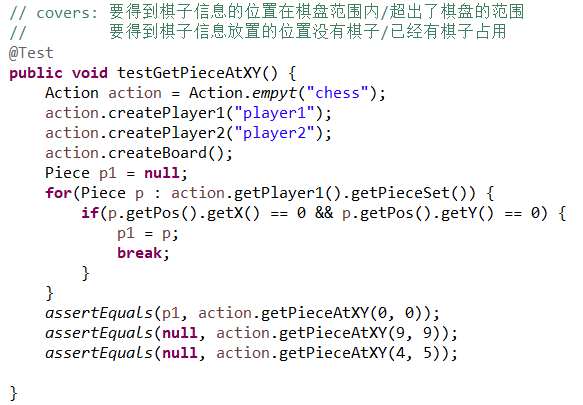 // covers: 要得到棋子信息的位置在棋盘范围内/超出了棋盘的范围
//         要得到棋子信息放置的位置没有棋子/已经有棋子占用
@Test
public void testGetPieceAtXY() {
    Action action = Action.empyt("chess");
    action.createPlayer1("player1");
    action.createPlayer2("player2");
    action.createBoard();
    Piece p1 = null;
    for(Piece p : action.getPlayer1().getPieceSet()) {
        if(p.getPos().getX() == 0 && p.getPos().getY() == 0) {
            p1 = p;
            break;
        }
    }
    assertEquals(p1, action.getPieceAtXY(0, 0));
    assertEquals(null, action.getPieceAtXY(9, 9));
    assertEquals(null, action.getPieceAtXY(4, 5));
}